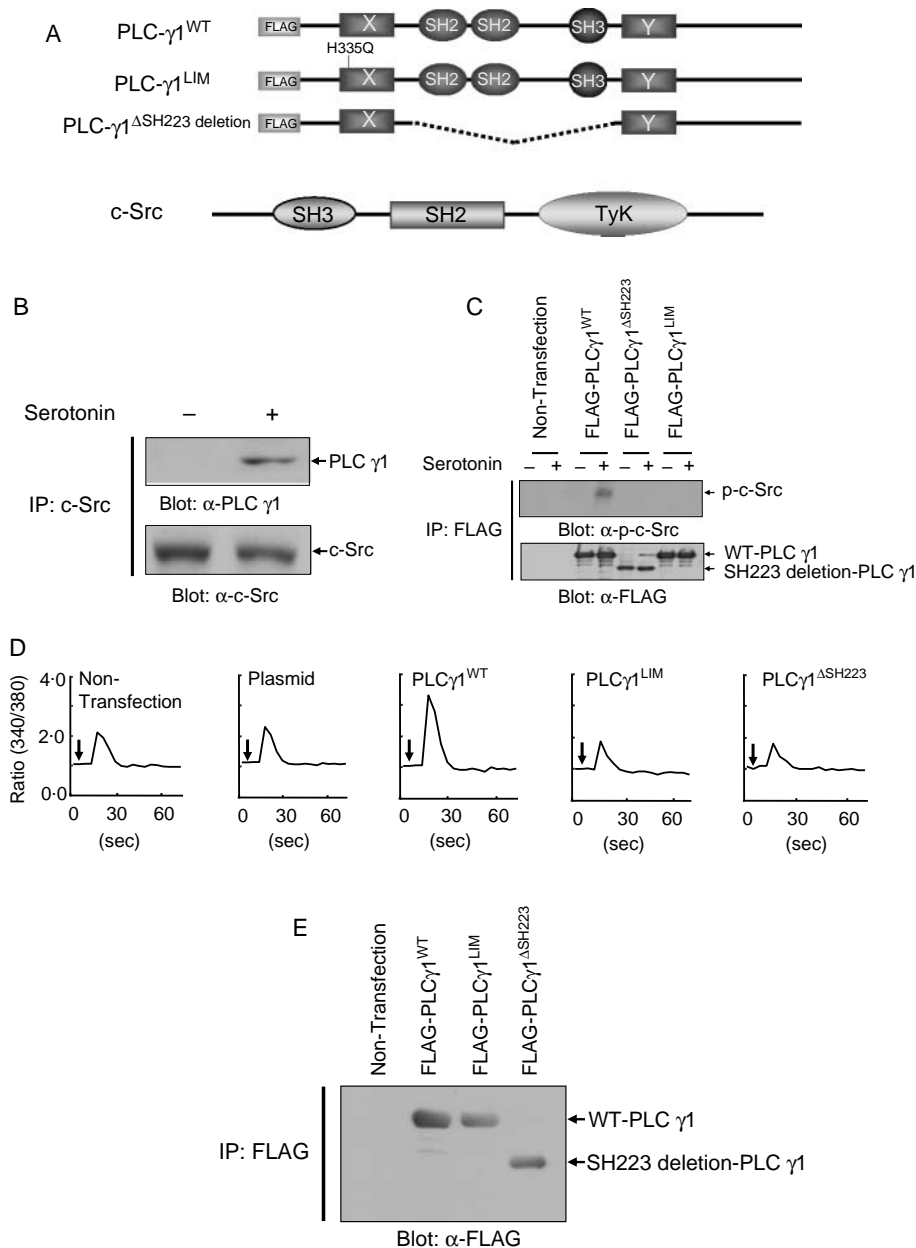 A
PLC-γ1WT
FLAG X SH2 SH2 SH3 Y
H335Q
PLC-γ1LIM
FLAG X SH2 SH2 SH3 Y
PLC-γ1ΔSH223 deletion
FLAG X Y
c-Src
SH3 SH2 TyK
B
Serotonin – +
IP: c-Src
PLC γ1
Blot: α-PLC γ1
c-Src
Blot: α-c-Src
C
Non-Transfection
FLAG-PLCγ1WT
FLAG-PLCγ1ΔSH223
FLAG-PLCγ1LIM
Serotonin – + – + – + – +
IP: FLAG
p-c-Src
Blot: α-p-c-Src
WT-PLC γ1
SH223 deletion-PLC γ1
Blot: α-FLAG
D
Ratio (340/380)
4·0
2·0
0·0
Non-
Transfection
0 30 60
(sec)
Plasmid
0 30 60
(sec)
PLCγ1WT
0 30 60
(sec)
PLCγ1LIM
0 30 60
(sec)
PLCγ1ΔSH223
0 30 60
(sec)
E
Non-Transfection
FLAG-PLCγ1WT
FLAG-PLCγ1LIM
FLAG-PLCγ1ΔSH223
IP: FLAG
WT-PLC γ1
SH223 deletion-PLC γ1
Blot: α-FLAG